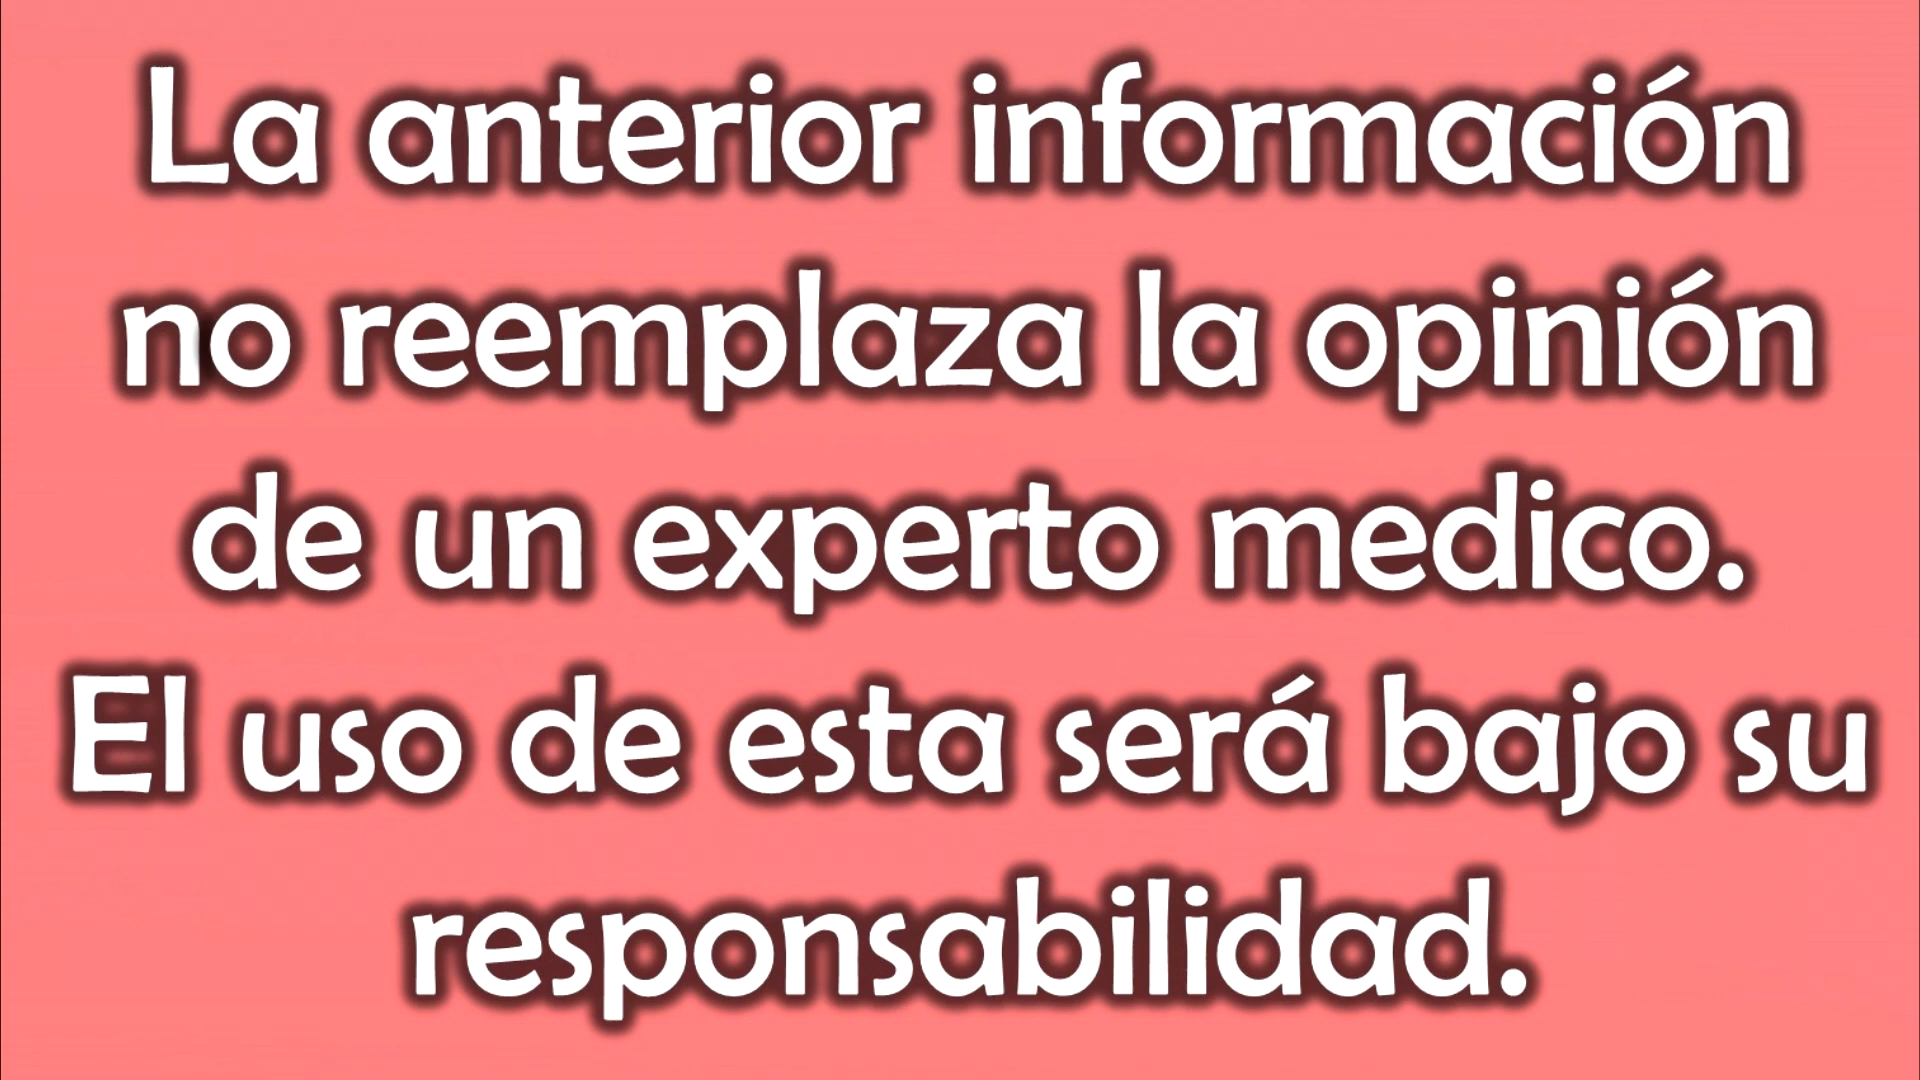 La anterior información
no reemplaza la opinión
de un experto medico.
El uso de esta será bajo su
responsabilidad.